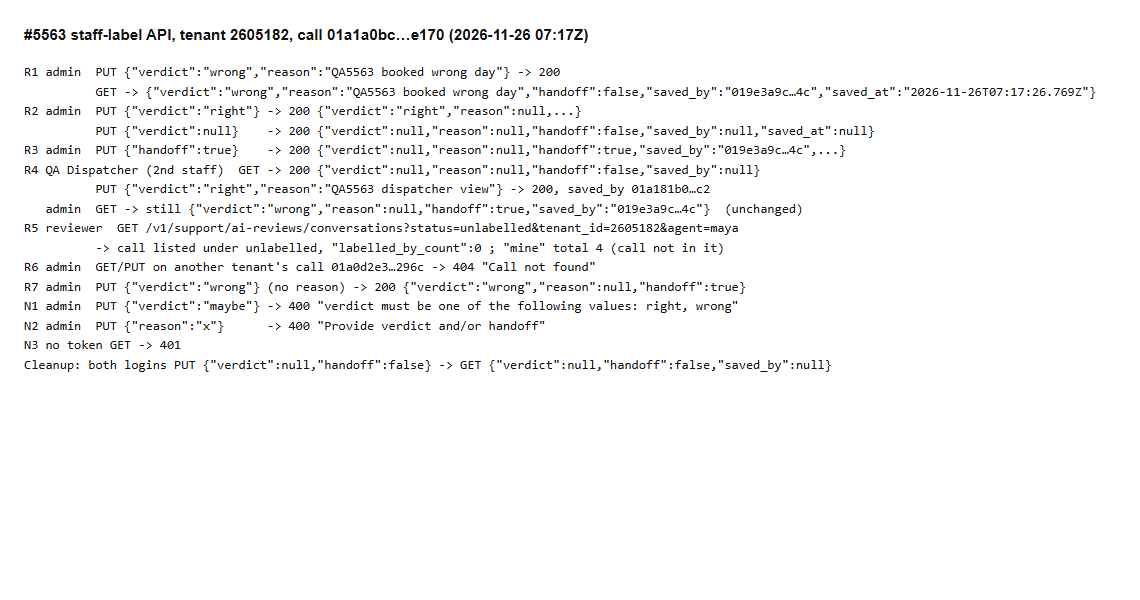 #5563 staff-label API, tenant 2605182, call 01a1a0bc…e170 (2026-11-26 07:17Z)
R1 admin  PUT {"verdict":"wrong","reason":"QA5563 booked wrong day"} -> 200
GET -> {"verdict":"wrong","reason":"QA5563 booked wrong day","handoff":false,"saved_by":"019e3a9c…4c","saved_at":"2026-11-26T07:17:26.769Z"}
R2 admin  PUT {"verdict":"right"} -> 200 {"verdict":"right","reason":null,...}
PUT {"verdict":null}    -> 200 {"verdict":null,"reason":null,"handoff":false,"saved_by":null,"saved_at":null}
R3 admin  PUT {"handoff":true}    -> 200 {"verdict":null,"reason":null,"handoff":true,"saved_by":"019e3a9c…4c",...}
R4 QA Dispatcher (2nd staff)  GET -> 200 {"verdict":null,"reason":null,"handoff":false,"saved_by":null}
PUT {"verdict":"right","reason":"QA5563 dispatcher view"} -> 200, saved_by 01a181b0…c2
admin  GET -> still {"verdict":"wrong","reason":null,"handoff":true,"saved_by":"019e3a9c…4c"}  (unchanged)
R5 reviewer  GET /v1/support/ai-reviews/conversations?status=unlabelled&tenant_id=2605182&agent=maya
-> call listed under unlabelled, "labelled_by_count":0 ; "mine" total 4 (call not in it)
R6 admin  GET/PUT on another tenant's call 01a0d2e3…296c -> 404 "Call not found"
R7 admin  PUT {"verdict":"wrong"} (no reason) -> 200 {"verdict":"wrong","reason":null,"handoff":true}
N1 admin  PUT {"verdict":"maybe"} -> 400 "verdict must be one of the following values: right, wrong"
N2 admin  PUT {"reason":"x"}      -> 400 "Provide verdict and/or handoff"
N3 no token GET -> 401
Cleanup: both logins PUT {"verdict":null,"handoff":false} -> GET {"verdict":null,"handoff":false,"saved_by":null}